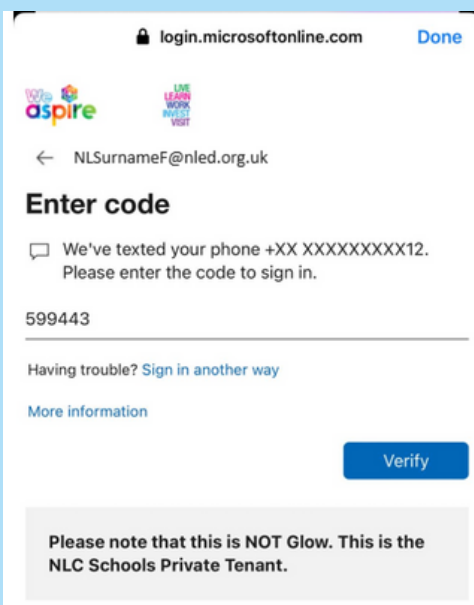 login.microsoftonline.com Done
We
aspire
LIVE
LEARN
WORK
INVEST
VISIT
NLSurnameF@nled.org.uk
Enter code
We've texted your phone +XX XXXXXXXXX12.
Please enter the code to sign in.
599443
Having trouble? Sign in another way
More information
Verify
Please note that this is NOT Glow. This is the
NLC Schools Private Tenant.